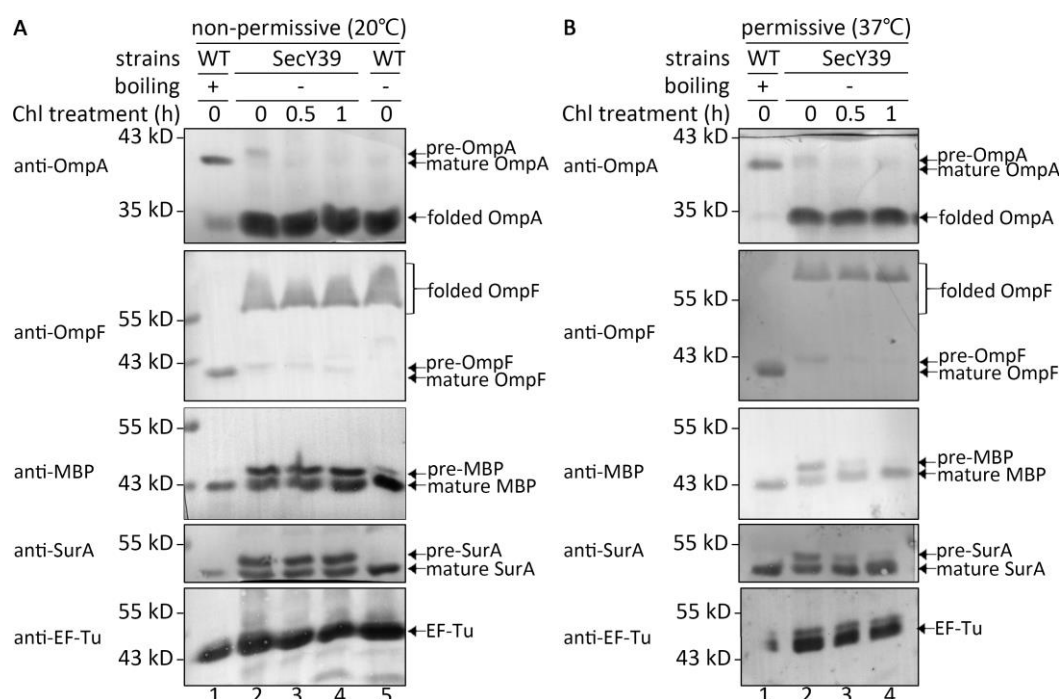 A
non-permissive (20℃)
strains WT SecY39 WT
boiling + - -
Chl treatment (h) 0 0 0.5 1 0
43 kD
anti-OmpA
35 kD
pre-OmpA
mature OmpA
folded OmpA
55 kD
anti-OmpF
43 kD
folded OmpF
pre-OmpF
mature OmpF
55 kD
anti-MBP
43 kD
pre-MBP
mature MBP
anti-SurA
55 kD
pre-SurA
mature SurA
55 kD
anti-EF-Tu
43 kD
EF-Tu
1 2 3 4 5
B
permissive (37℃)
strains WT SecY39
boiling + -
Chl treatment (h) 0 0 0.5 1
43 kD
anti-OmpA
35 kD
pre-OmpA
mature OmpA
folded OmpA
55 kD
anti-OmpF
43 kD
folded OmpF
pre-OmpF
mature OmpF
55 kD
anti-MBP
43 kD
pre-MBP
mature MBP
anti-SurA
55 kD
pre-SurA
mature SurA
55 kD
anti-EF-Tu
43 kD
EF-Tu
1 2 3 4